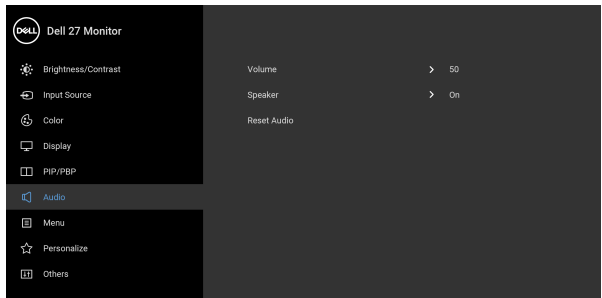 DELL Dell 27 Monitor
Brightness/Contrast
Volume 50
Input Source
Speaker On
Color
Reset Audio
Display
PIP/PBP
Audio
Menu
Personalize
Others